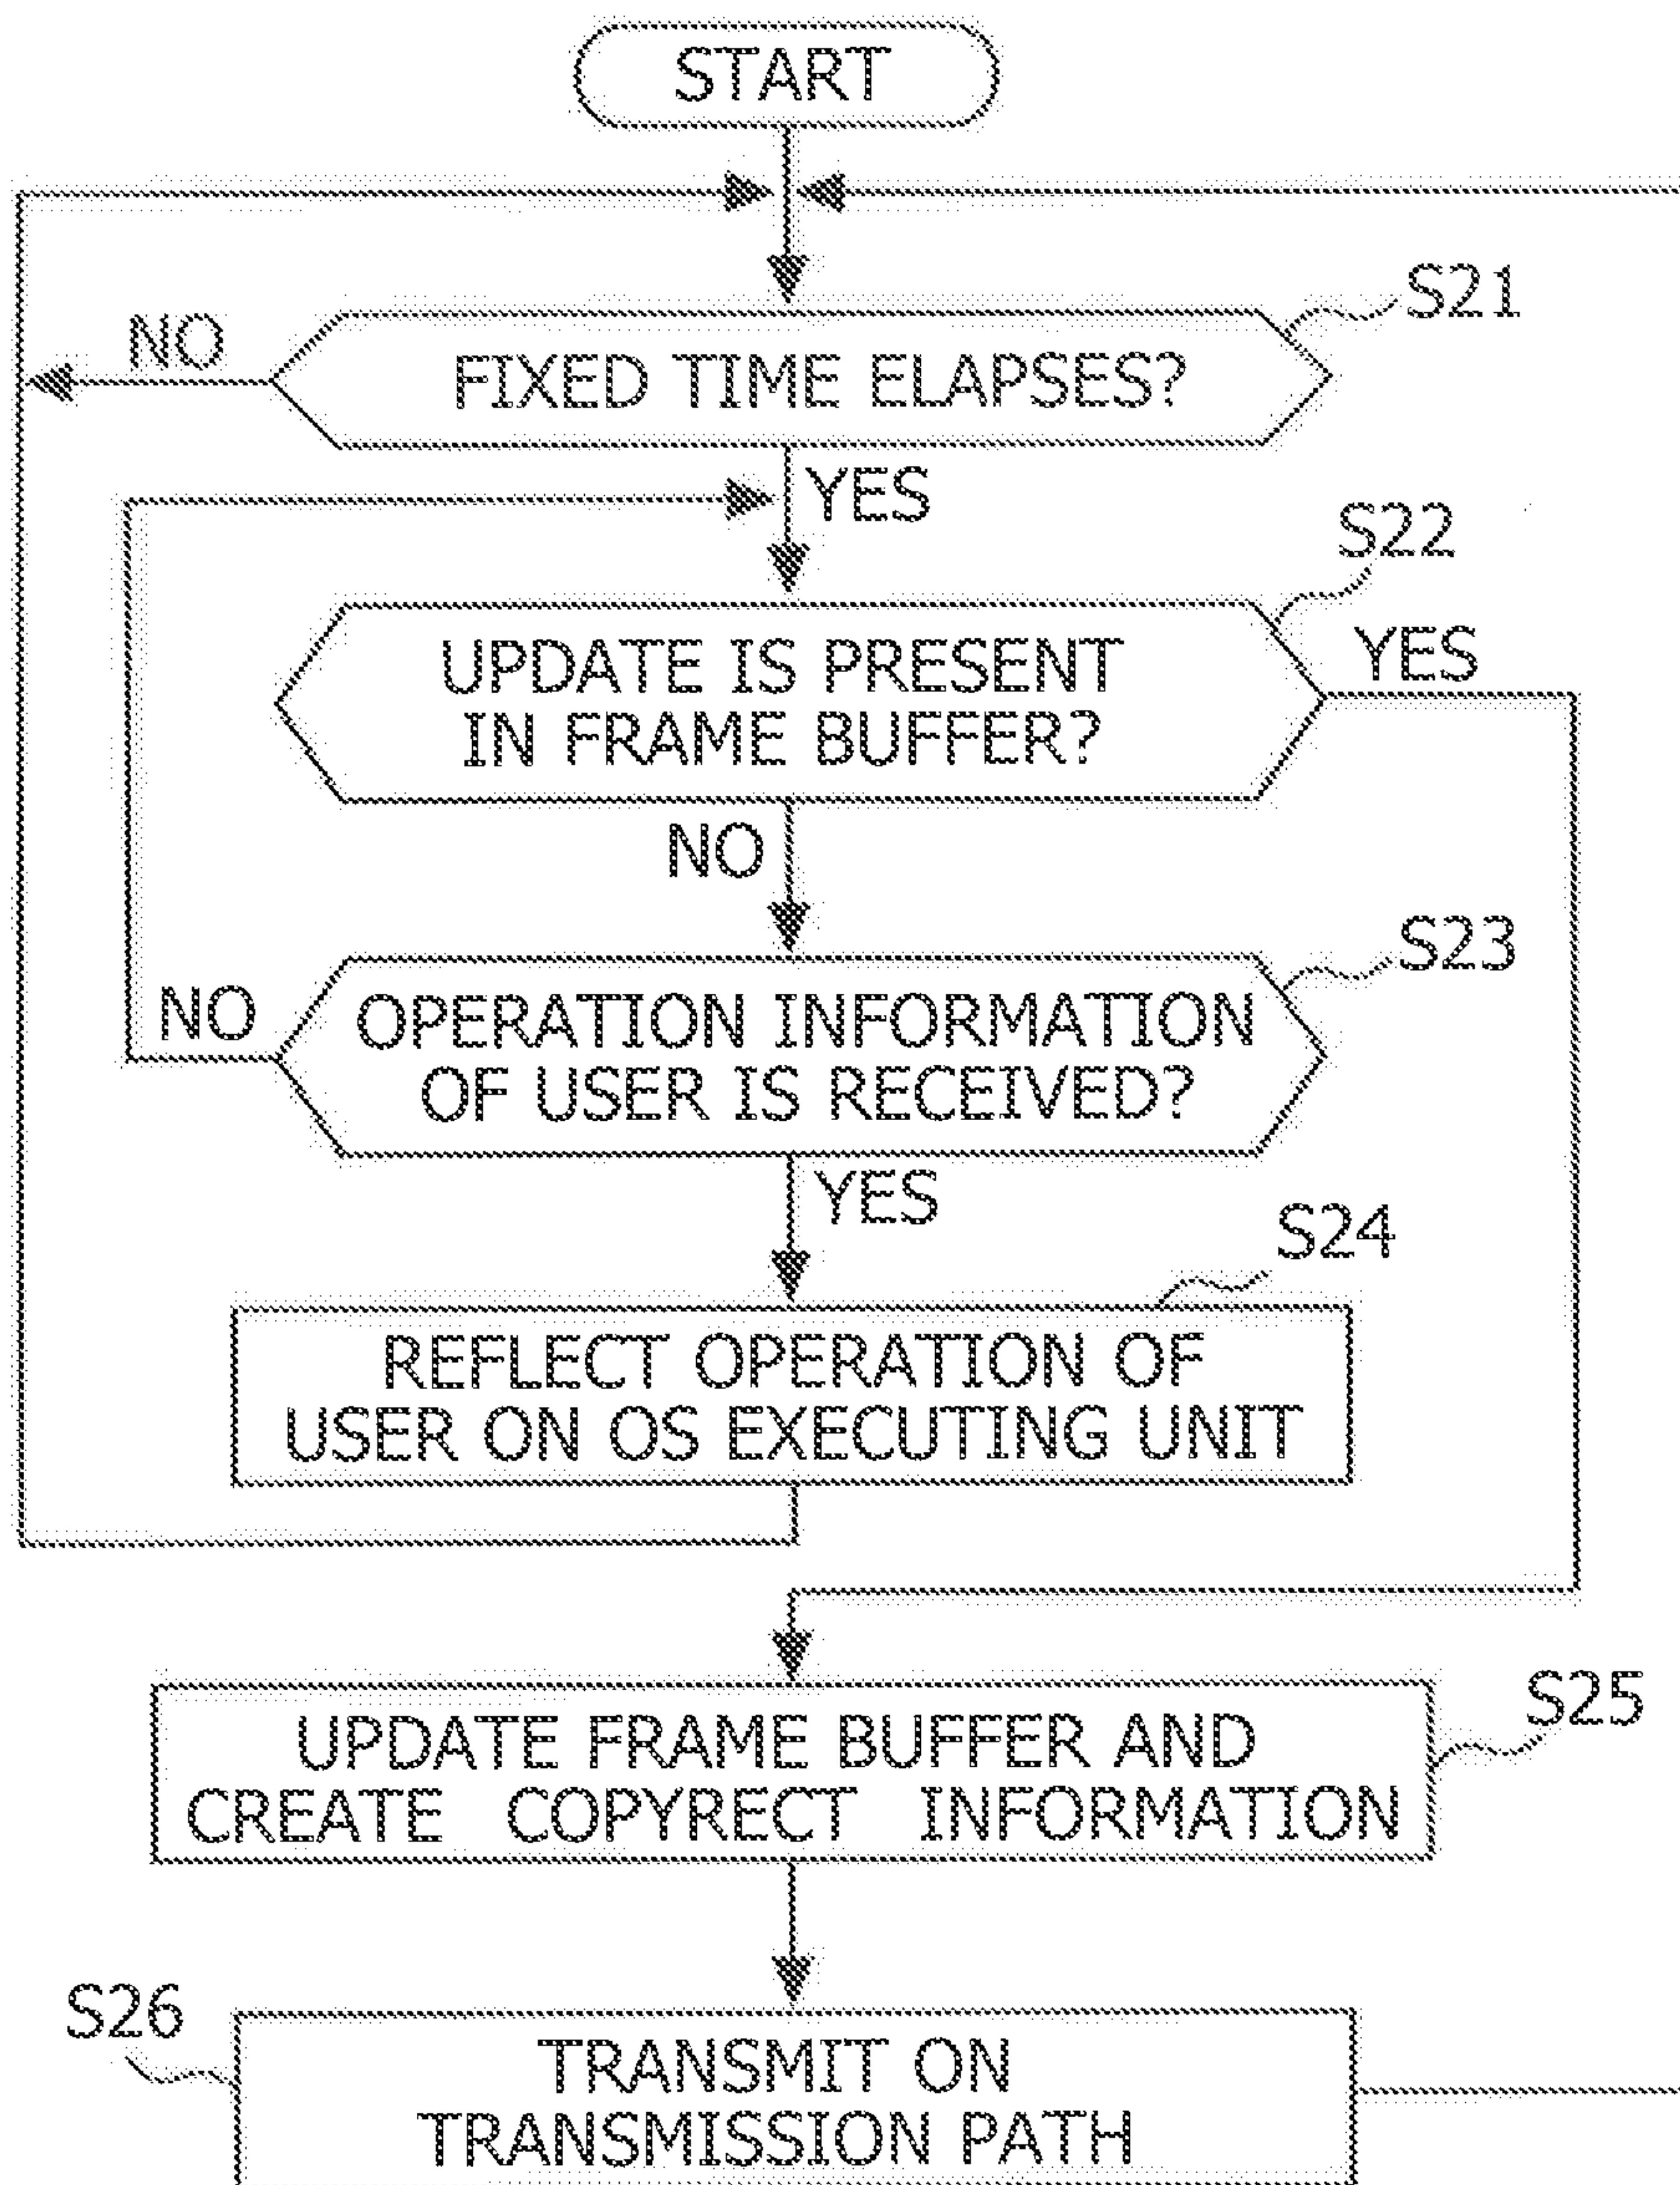 START
S21
NO
FIXED TIME ELAPSES?
YES
S22
YES
UPDATE IS PRESENT
IN FRAME BUFFER?
NO
S23
NO
OPERATION INFORMATION
OF USER IS RECEIVED?
YES
S24
REFLECT OPERATION OF
USER ON OS EXECUTING UNIT
S25
UPDATE FRAME BUFFER AND
CREATE COPYRECT INFORMATION
S26
TRANSMIT ON
TRANSMISSION PATH